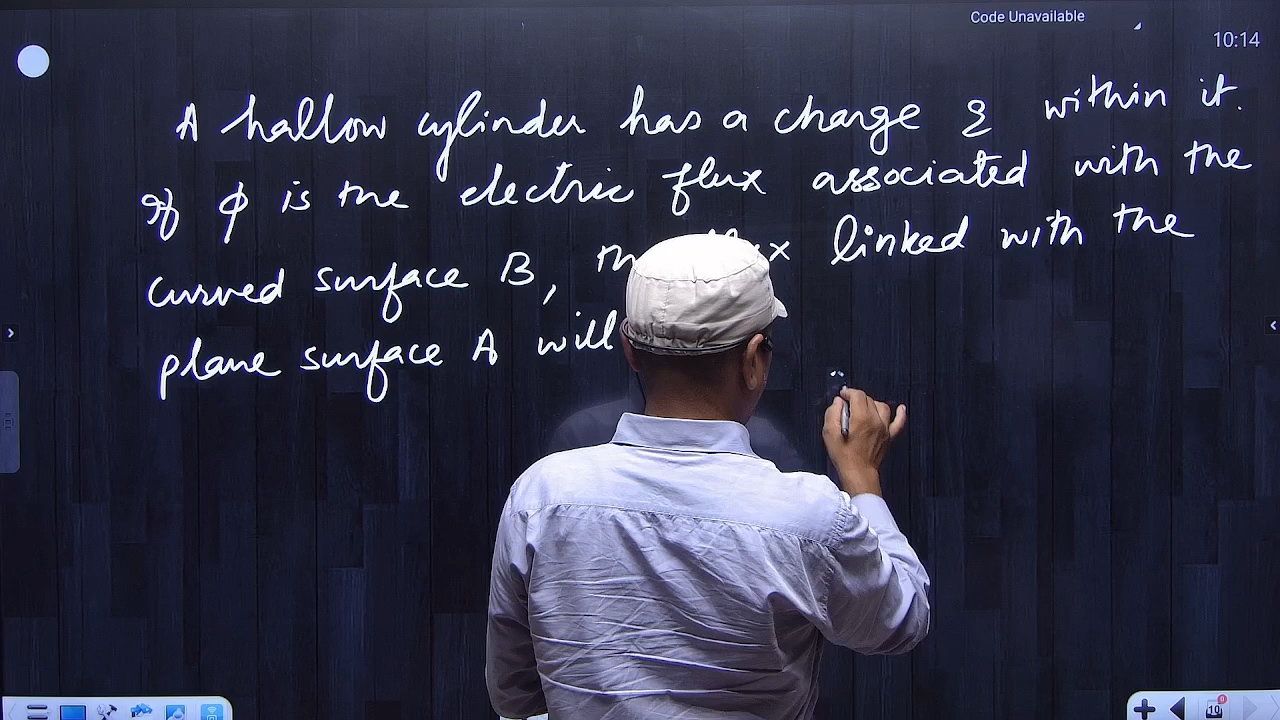 Code Unavailable
10:14
A hallow cylinder has a charge q within it.
If ϕ is the electric flux associated with the
curved surface B, linked with the
plane surface A will
10